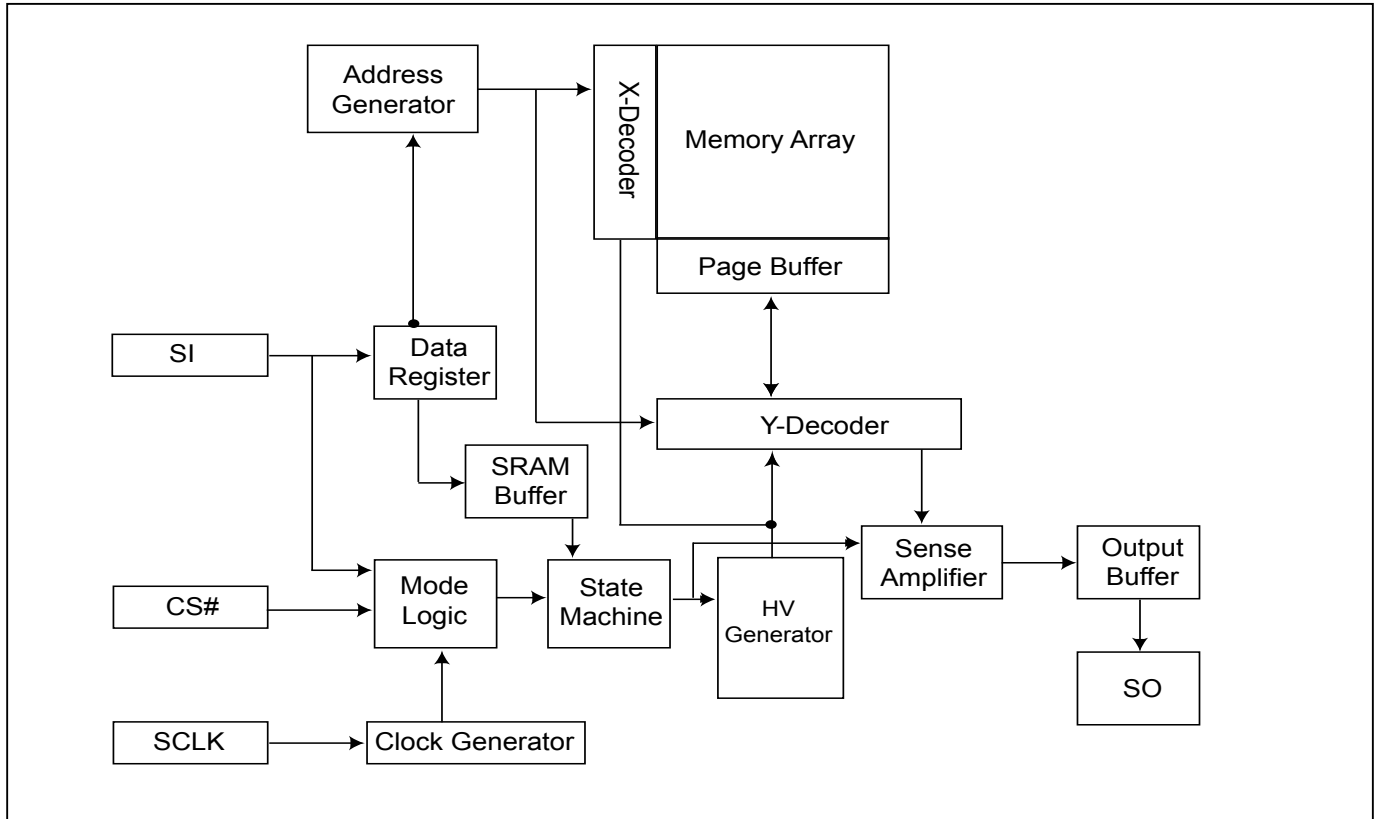 Address
Generator
X-Decoder
Memory Array
Page Buffer
SI
Data
Register
Y-Decoder
SRAM
Buffer
Sense
Amplifier
Output
Buffer
Mode
Logic
State
Machine
CS#
HV
Generator
SO
SCLK
Clock Generator